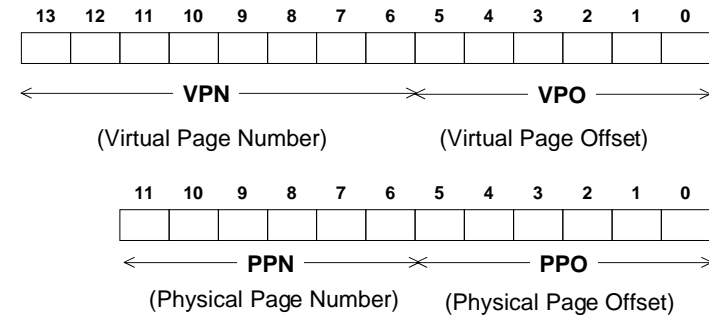 13 12 11 10 9 8 7 6 5 4 3 2 1 0
VPN VPO
(Virtual Page Number) (Virtual Page Offset)
11 10 9 8 7 6 5 4 3 2 1 0
PPN PPO
(Physical Page Number) (Physical Page Offset)